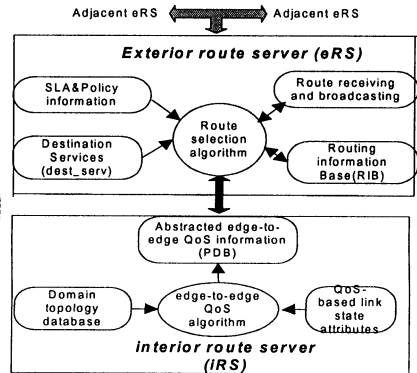 Adjacent eRS
Adjacent eRS
Exterior route server (eRS)
SLA&Policy
information
Route receiving
and broadcasting
Route
selection
algorithm
Destination
Services
(dest_serv)
Routing
information
Base(RIB)
Abstracted edge-to-
edge QoS information
(PDB)
Domain
topology
database
edge-to-edge
QoS
algorithm
QoS-
based link
state
attributes
interior route server
(iRS)